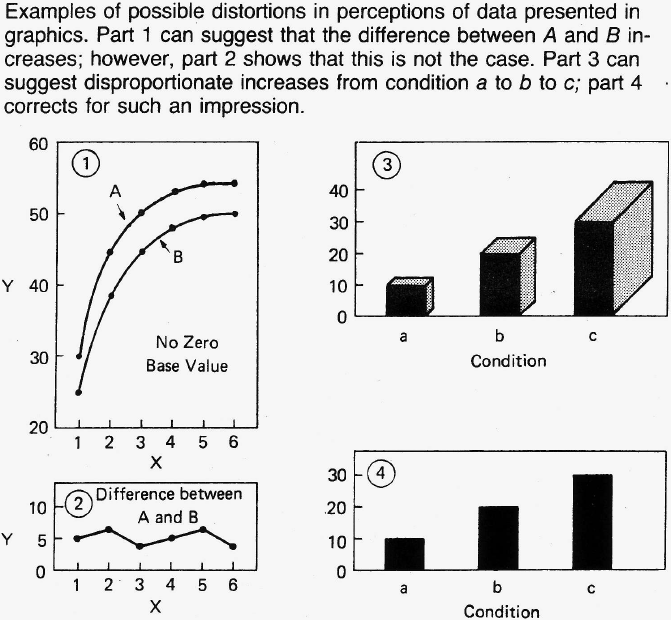 Examples of possible distortions in perceptions of data presented in
graphics. Part 1 can suggest that the difference between A and B in-
creases; however, part 2 shows that this is not the case. Part 3 can
suggest disproportionate increases from condition a to b to c; part 4
corrects for such an impression.
1
60
50
40
30
20
Y
A
B
No Zero
Base Value
1 2 3 4 5 6
X
2
Difference between
A and B
10
5
0
Y
1 2 3 4 5 6
X
3
40
30
20
10
0
a b c
Condition
4
30
20
10
0
a b c
Condition